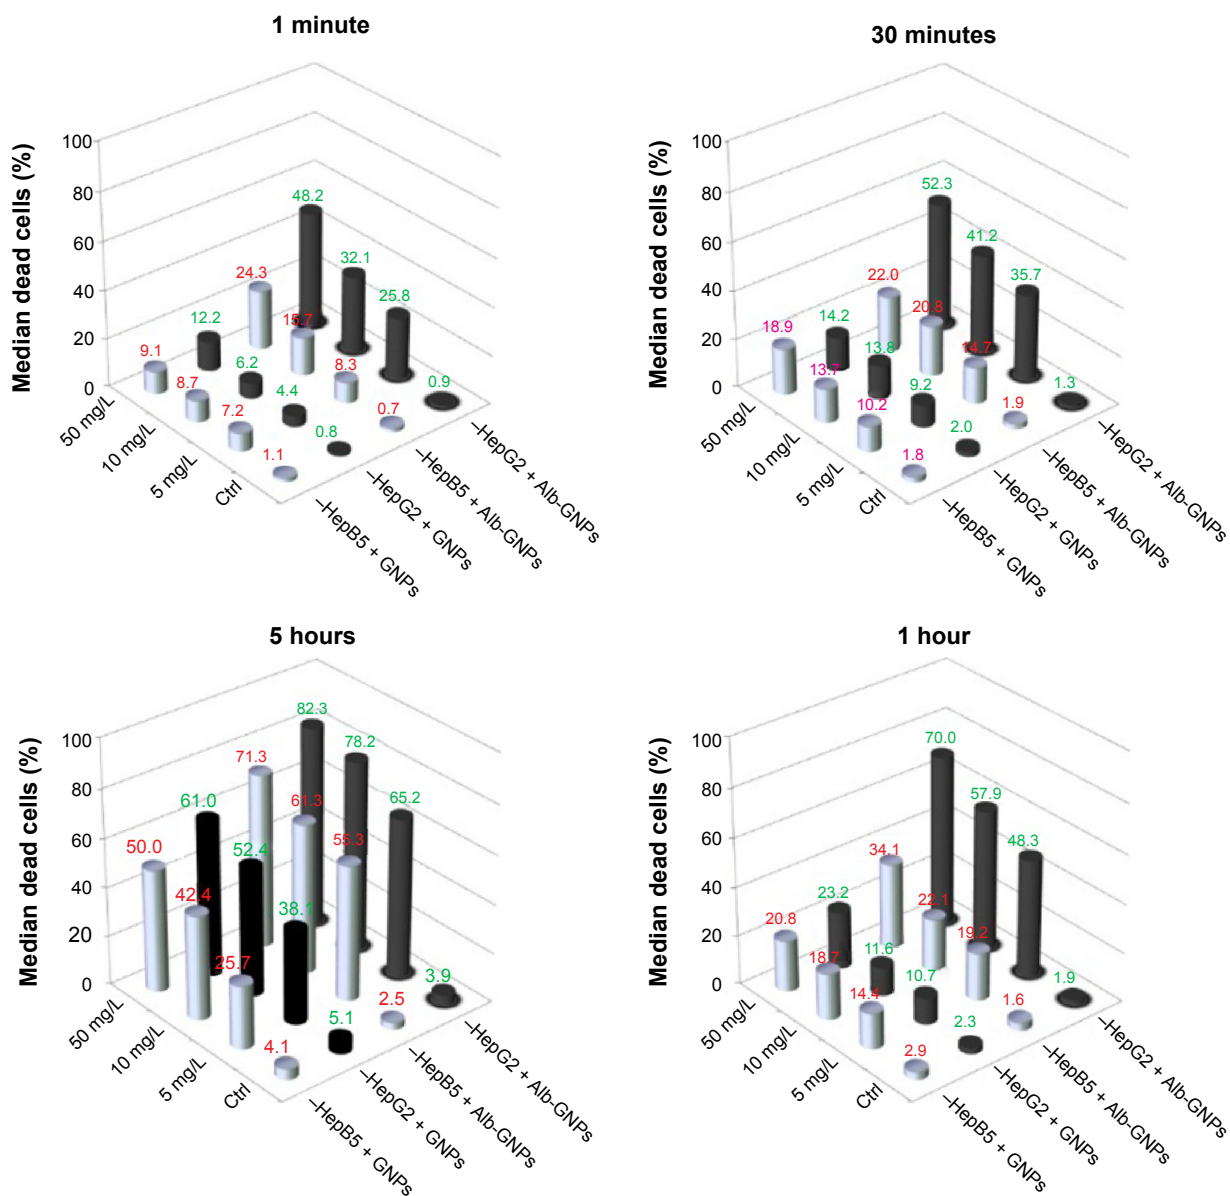 1 minute
Median dead cells (%)
100
80
60
40
20
0
48.2
32.1
25.8
0.9
24.3
15.7
8.3
0.7
12.2
6.2
4.4
0.8
9.1
8.7
7.2
1.1
50 mg/L
10 mg/L
5 mg/L
Ctrl
–HepB5 + GNPs
–HepG2 + GNPs
–HepB5 + Alb-GNPs
–HepG2 + Alb-GNPs
30 minutes
Median dead cells (%)
100
80
60
40
20
0
52.3
41.2
35.7
1.3
22.0
20.8
14.7
1.9
14.2
13.8
9.2
2.0
18.9
13.7
10.2
1.8
50 mg/L
10 mg/L
5 mg/L
Ctrl
–HepB5 + GNPs
–HepG2 + GNPs
–HepB5 + Alb-GNPs
–HepG2 + Alb-GNPs
5 hours
Median dead cells (%)
100
80
60
40
20
0
82.3
78.2
65.2
3.9
71.3
61.3
55.3
2.5
61.0
52.4
38.1
5.1
50.0
42.4
25.7
4.1
50 mg/L
10 mg/L
5 mg/L
Ctrl
–HepB5 + GNPs
–HepG2 + GNPs
–HepB5 + Alb-GNPs
–HepG2 + Alb-GNPs
1 hour
Median dead cells (%)
100
80
60
40
20
0
70.0
57.9
48.3
1.9
34.1
22.1
19.2
1.6
23.2
11.6
10.7
2.3
20.8
18.7
14.4
2.9
50 mg/L
10 mg/L
5 mg/L
Ctrl
–HepB5 + GNPs
–HepG2 + GNPs
–HepB5 + Alb-GNPs
–HepG2 + Alb-GNPs